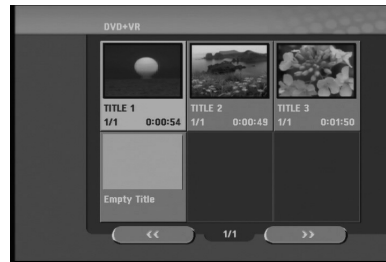 DVD+VR
TITLE 1
1/1 0:00:54
TITLE 2
1/1 0:00:49
TITLE 3
1/1 0:01:50
Empty Title
<< 1/1 >>